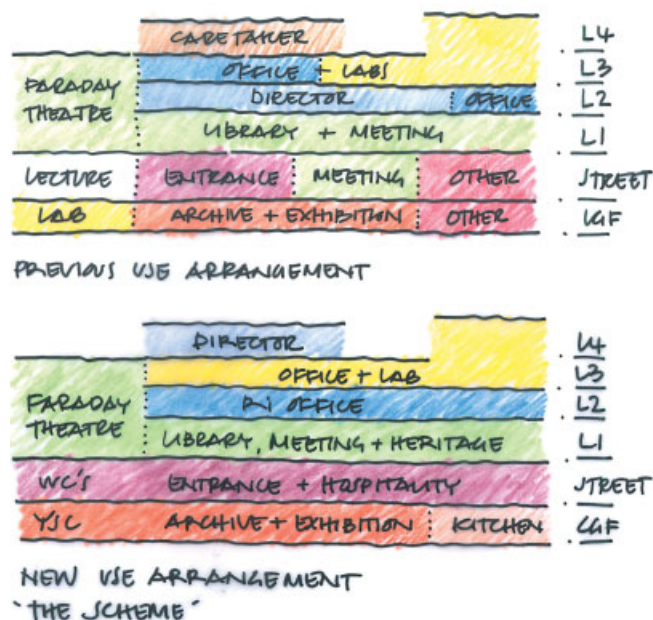 CARETAKER L4
OFFICE + LABS L3
FARADAY THEATRE DIRECTOR OFFICE L2
LIBRARY + MEETING L1
LECTURE ENTRANCE MEETING OTHER STREET
LAB ARCHIVE + EXHIBITION OTHER LGF
PREVIOUS USE ARRANGEMENT
DIRECTOR L4
OFFICE + LAB L3
FARADAY THEATRE RI OFFICE L2
LIBRARY, MEETING + HERITAGE L1
WC'S ENTRANCE + HOSPITALITY STREET
YSC ARCHIVE + EXHIBITION KITCHEN LGF
NEW USE ARRANGEMENT
'THE SCHEME'